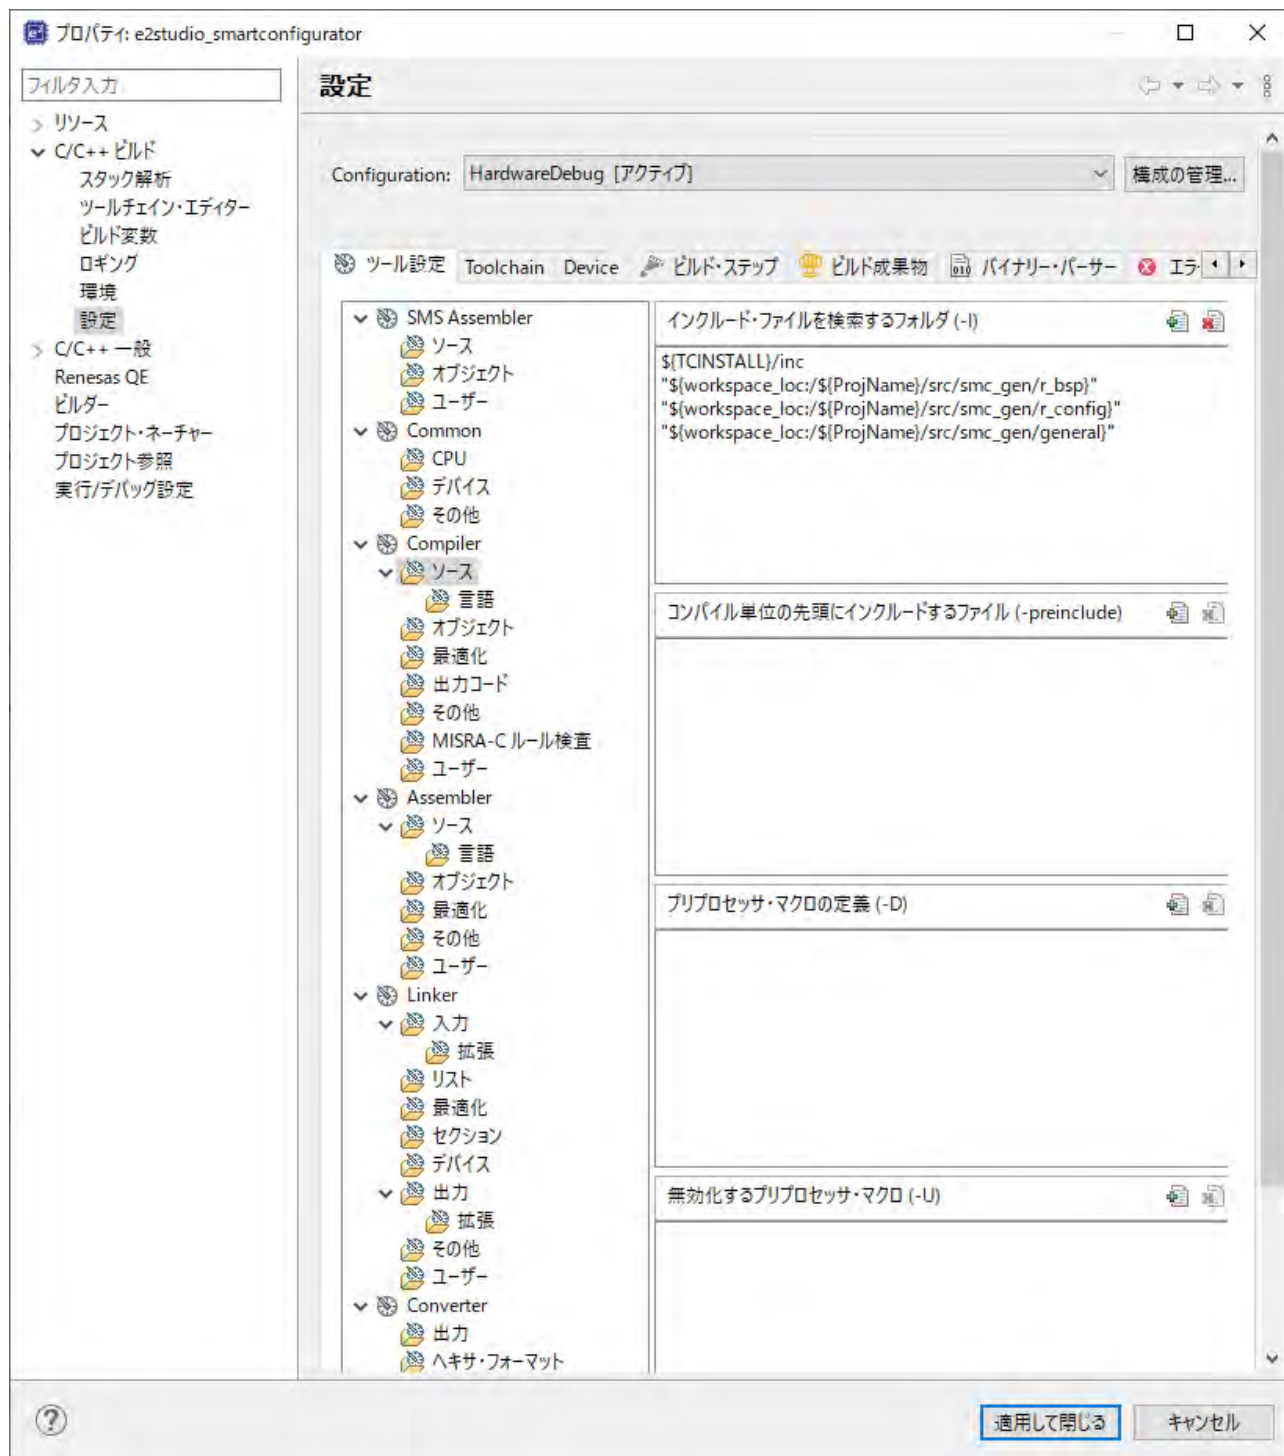 プロパティ: e2studio_smartconfigurator
フィルタ入力
リソース
C/C++ ビルド
スタック解析
ツールチェイン・エディター
ビルド変数
ロギング
環境
設定
C/C++ 一般
Renesas QE
ビルダー
プロジェクト・ネーチャー
プロジェクト参照
実行/デバッグ設定
設定
Configuration: HardwareDebug [アクティブ] 構成の管理...
ツール設定 Toolchain Device ビルド・ステップ ビルド成果物 バイナリー・パーサー エラ
SMS Assembler
ソース
オブジェクト
ユーザー
Common
CPU
デバイス
その他
Compiler
ソース
言語
オブジェクト
最適化
出力コード
その他
MISRA-C ルール検査
ユーザー
Assembler
ソース
言語
オブジェクト
最適化
その他
ユーザー
Linker
入力
拡張
リスト
最適化
セクション
デバイス
出力
拡張
その他
ユーザー
Converter
出力
ヘキサ・フォーマット
インクルード・ファイルを検索するフォルダ (-I)
${TCINSTALL}/inc
"${workspace_loc:/${ProjName}/src/smc_gen/r_bsp}"
"${workspace_loc:/${ProjName}/src/smc_gen/r_config}"
"${workspace_loc:/${ProjName}/src/smc_gen/general}"
コンパイル単位の先頭にインクルードするファイル (-preinclude)
プリプロセッサ・マクロの定義 (-D)
無効化するプリプロセッサ・マクロ (-U)
適用して閉じる キャンセル